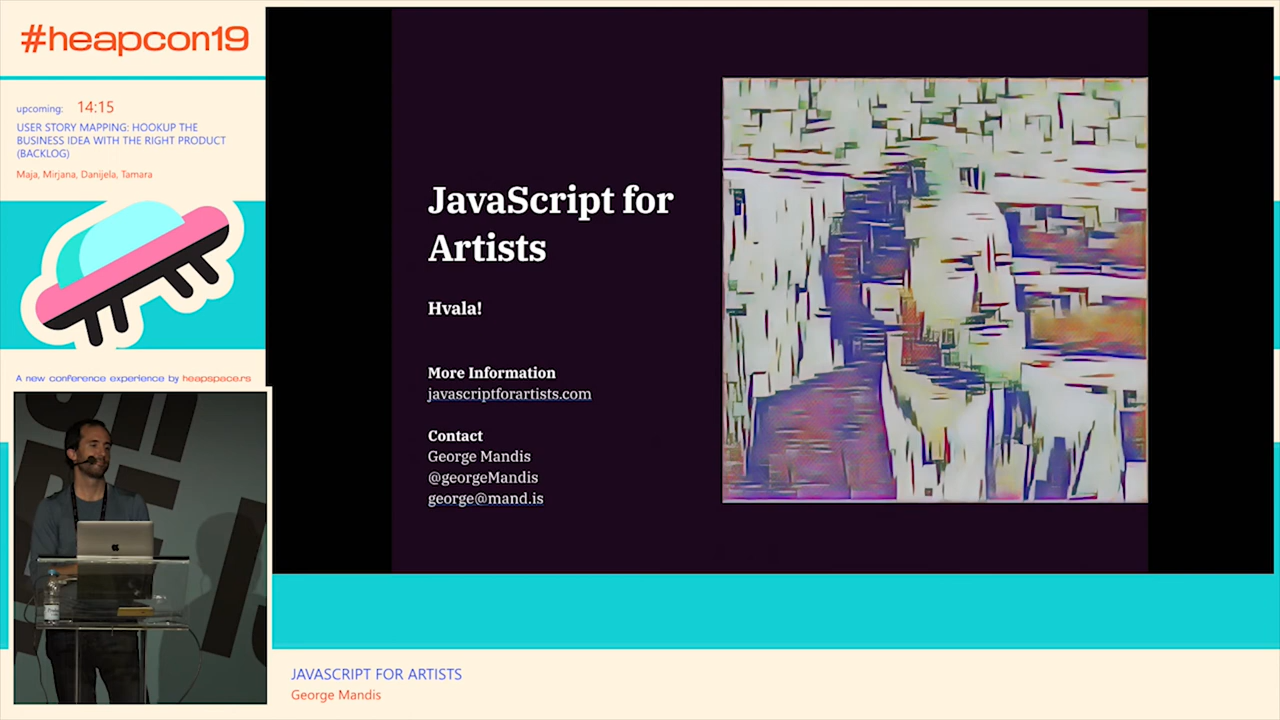 #heapcon19
upcoming: 14:15
USER STORY MAPPING: HOOKUP THE
BUSINESS IDEA WITH THE RIGHT PRODUCT
(BACKLOG)
Maja, Mirjana, Danijela, Tamara
A new conference experience by heapspace.rs
JavaScript for
Artists
Hvala!
More Information
javascriptforartists.com
Contact
George Mandis
@georgeMandis
george@mand.is
JAVASCRIPT FOR ARTISTS
George Mandis